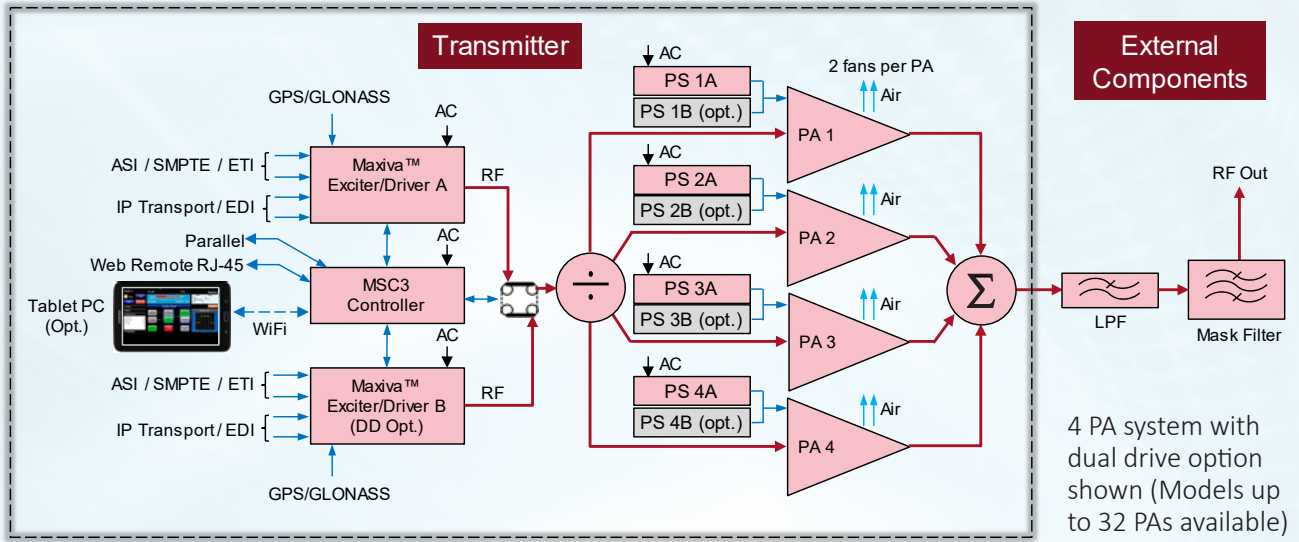 Transmitter
External
Components
GPS/GLONASS
AC
ASI / SMPTE / ETI
IP Transport/ EDI
Maxiva™
Exciter/Driver A
RF
Parallel
Web Remote RJ-45
Tablet PC
(Opt.)
WiFi
AC
MSC3
Controller
AC
ASI / SMPTE / ETI
IP Transport/ EDI
Maxiva™
Exciter/Driver B
(DD Opt.)
RF
GPS/GLONASS
÷
AC
PS 1A
PS 1B (opt.)
2 fans per PA
Air
PA 1
AC
PS 2A
PS 2B (opt.)
Air
PA 2
AC
PS 3A
PS 3B (opt.)
Air
PA 3
AC
PS 4A
PS 4B (opt.)
Air
PA 4
Σ
LPF
RF Out
Mask Filter
4 PA system with
dual drive option
shown (Models up
to 32 PAs available)